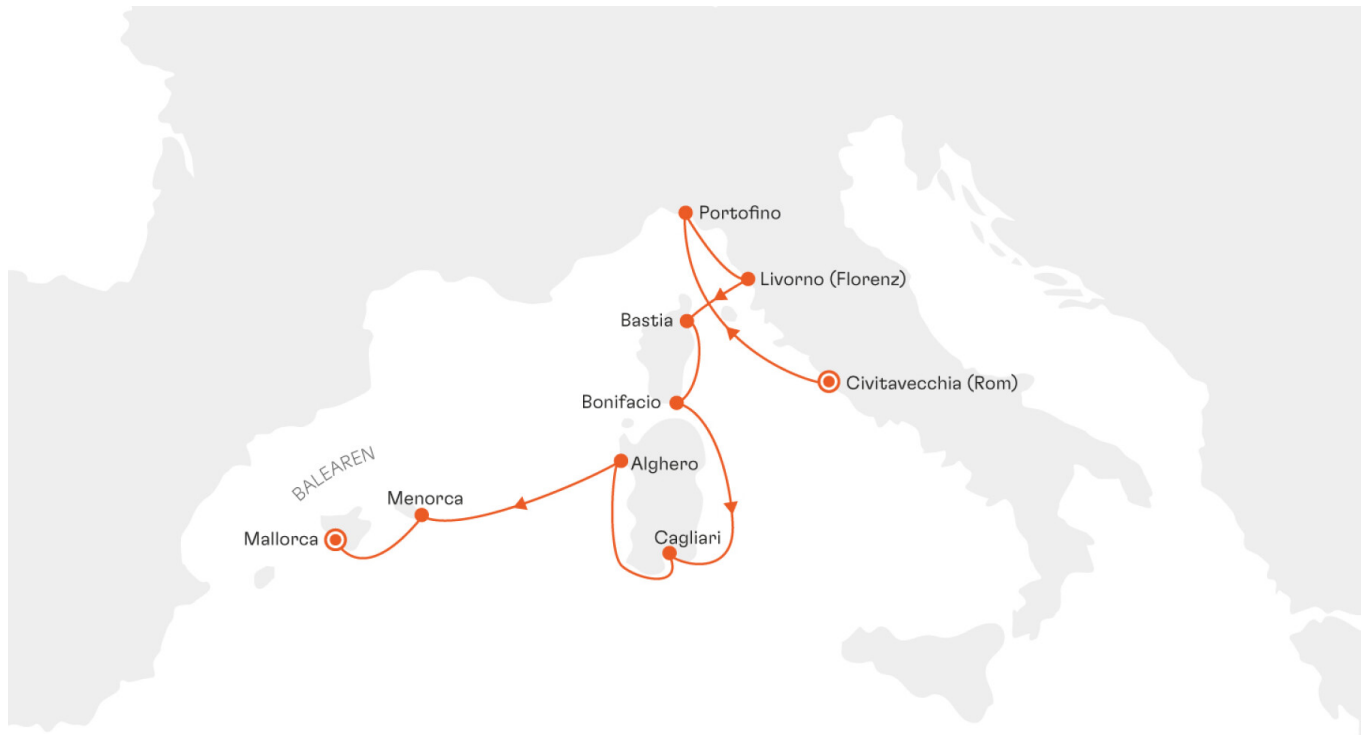 Portofino
Livorno (Florenz)
Bastia
Civitavecchia (Rom)
Bonifacio
Alghero
BALEAREN
Menorca
Mallorca
Cagliari